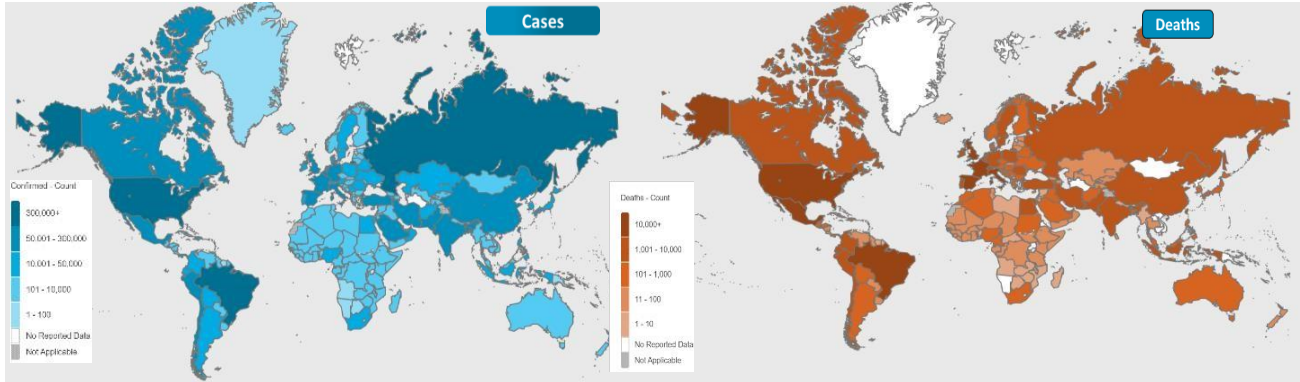 Cases
Deaths
Confirmed - Count
300,000+
50.001 - 300,000
10.001 - 50,000
101 - 10,000
1 - 100
No Reported Data
Not Applicable
Deaths - Count
10,000+
1,001 - 10,000
101 - 1,000
11 - 100
1 - 10
No Reported Data
Not Applicable